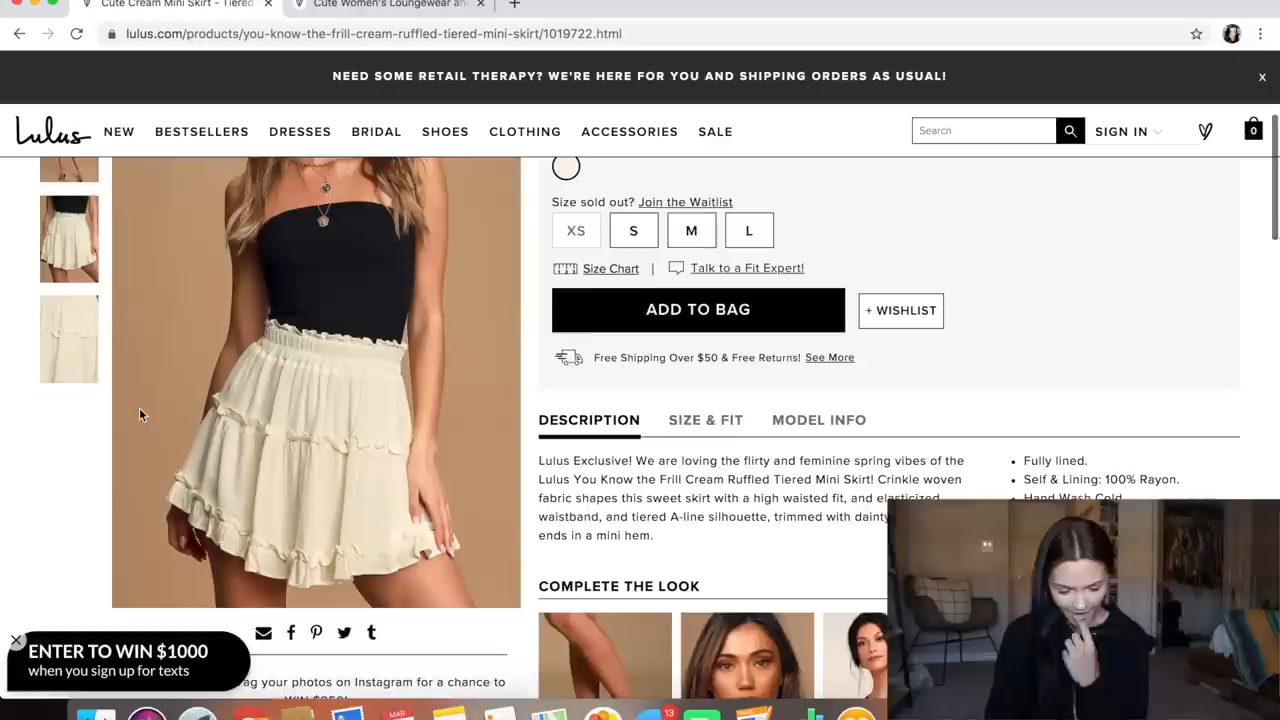 Cute Cream Mini Skirt - Tiered
Cute Women's Loungewear an
lulus.com/products/you-know-the-frill-cream-ruffled-tiered-mini-skirt/1019722.html
NEED SOME RETAIL THERAPY? WE'RE HERE FOR YOU AND SHIPPING ORDERS AS USUAL!
x
Lulus NEW BESTSELLERS DRESSES BRIDAL SHOES CLOTHING ACCESSORIES SALE
Search
SIGN IN
0
Size sold out? Join the Waitlist
XS S M L
Size Chart | Talk to a Fit Expert!
ADD TO BAG
+ WISHLIST
Free Shipping Over $50 & Free Returns! See More
DESCRIPTION SIZE & FIT MODEL INFO
Lulus Exclusive! We are loving the flirty and feminine spring vibes of the
Lulus You Know the Frill Cream Ruffled Tiered Mini Skirt! Crinkle woven
fabric shapes this sweet skirt with a high waisted fit, and elasticized
waistband, and tiered A-line silhouette, trimmed with dainty
ends in a mini hem.
• Fully lined.
• Self & Lining: 100% Rayon.
Hand Wash Cold
COMPLETE THE LOOK
ENTER TO WIN $1000
when you sign up for texts
ag your photos on Instagram for a chance to
MAR
13